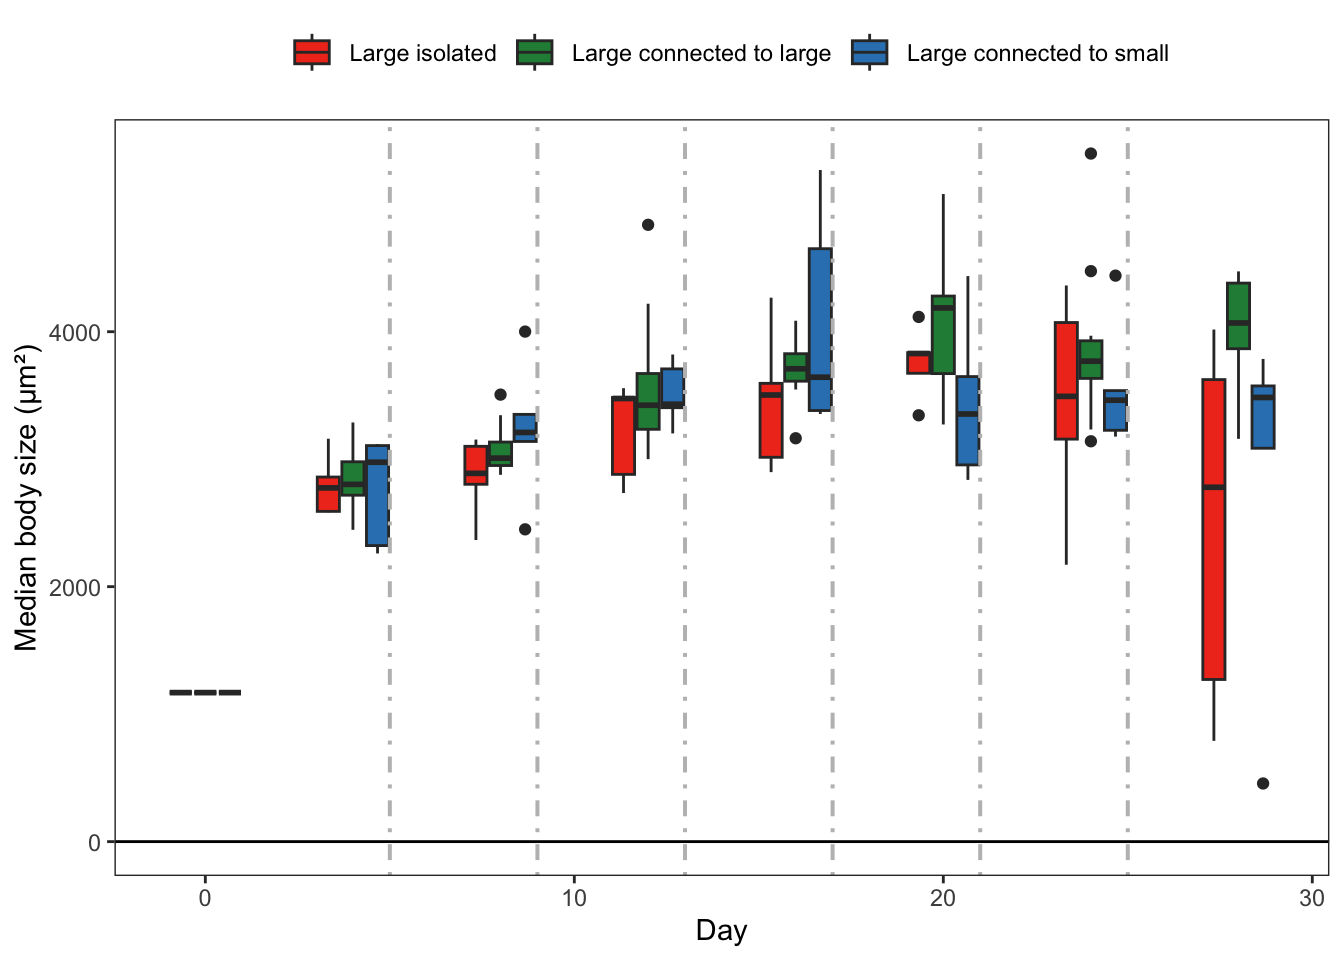 Large isolated Large connected to large Large connected to small
Median body size (μm²)
4000
2000
0
0 10 20 30
Day